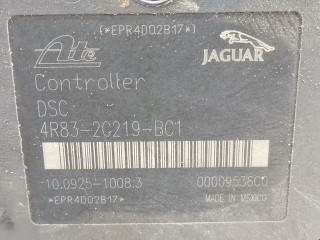 (*EPR4D02B17*)
Ate
JAGUAR
Controller
DSC
4R83-2C219-BC1
10.0925-1008.3 00009536C0
*EPR4D02B17* MADE IN MEXICO